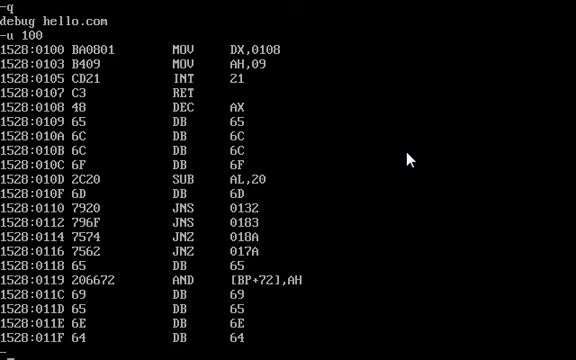 -q
debug hello.com
-u 100
1528:0100 BA0801 MOV DX,0108
1528:0103 B409 MOV AH,09
1528:0105 CD21 INT 21
1528:0107 C3 RET
1528:0108 48 DEC AX
1528:0109 65 DB 65
1528:010A 6C DB 6C
1528:010B 6C DB 6C
1528:010C 6F DB 6F
1528:010D 2C20 SUB AL,20
1528:010F 6D DB 6D
1528:0110 7920 JNS 0132
1528:0112 796F JNS 0183
1528:0114 7574 JNZ 018A
1528:0116 7562 JNZ 017A
1528:0118 65 DB 65
1528:0119 206672 AND [BP+72],AH
1528:011C 69 DB 69
1528:011D 65 DB 65
1528:011E 6E DB 6E
1528:011F 64 DB 64
-_